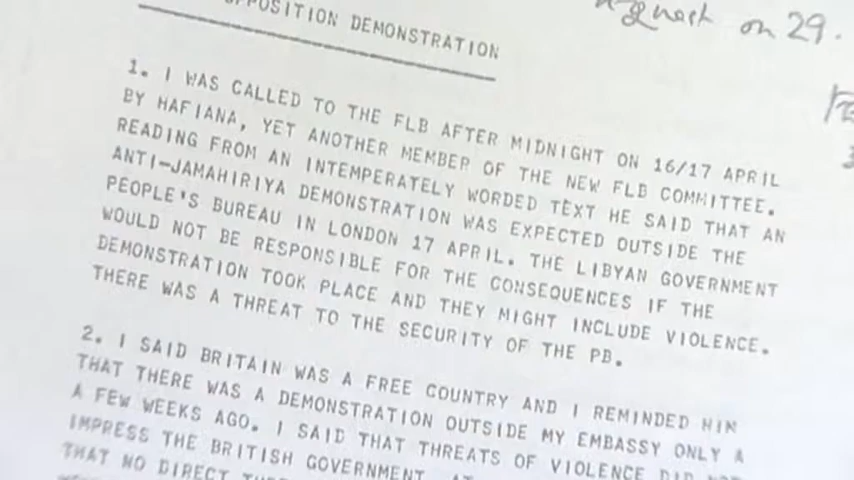 on 29.
OPPOSITION DEMONSTRATION
1. I WAS CALLED TO THE FLB AFTER MIDNIGHT ON 16/17 APRIL
BY HAFIANA, YET ANOTHER MEMBER OF THE NEW FLB COMMITTEE.
READING FROM AN INTEMPERATELY WORDED TEXT HE SAID THAT AN
ANTI-JAMAHIRIYA DEMONSTRATION WAS EXPECTED OUTSIDE THE
PEOPLE'S BUREAU IN LONDON 17 APRIL. THE LIBYAN GOVERNMENT
WOULD NOT BE RESPONSIBLE FOR THE CONSEQUENCES IF THE
DEMONSTRATION TOOK PLACE AND THEY MIGHT INCLUDE VIOLENCE.
THERE WAS A THREAT TO THE SECURITY OF THE PB.
2. I SAID BRITAIN WAS A FREE COUNTRY AND I REMINDED HIM
THAT THERE WAS A DEMONSTRATION OUTSIDE MY EMBASSY ONLY A
A FEW WEEKS AGO. I SAID THAT THREATS OF VIOLENCE DID NOT
IMPRESS THE BRITISH GOVERNMENT.
THAT NO DIRECT